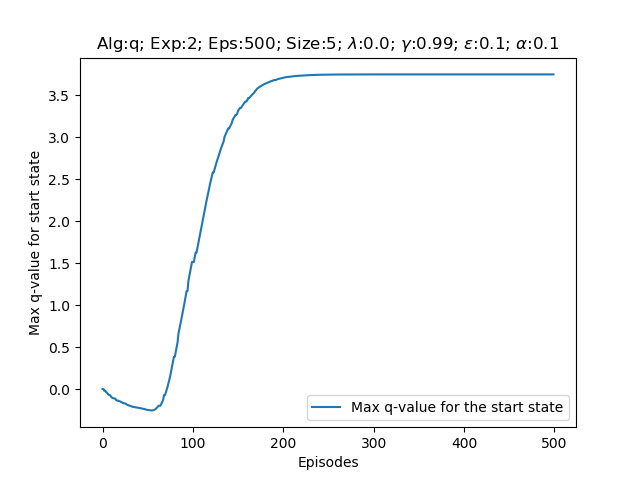 Alg:q; Exp:2; Eps:500; Size:5; λ:0.0; γ:0.99; ε:0.1; α:0.1
Max q-value for start state
3.5
3.0
2.5
2.0
1.5
1.0
0.5
0.0
Max q-value for the start state
0 100 200 300 400 500
Episodes